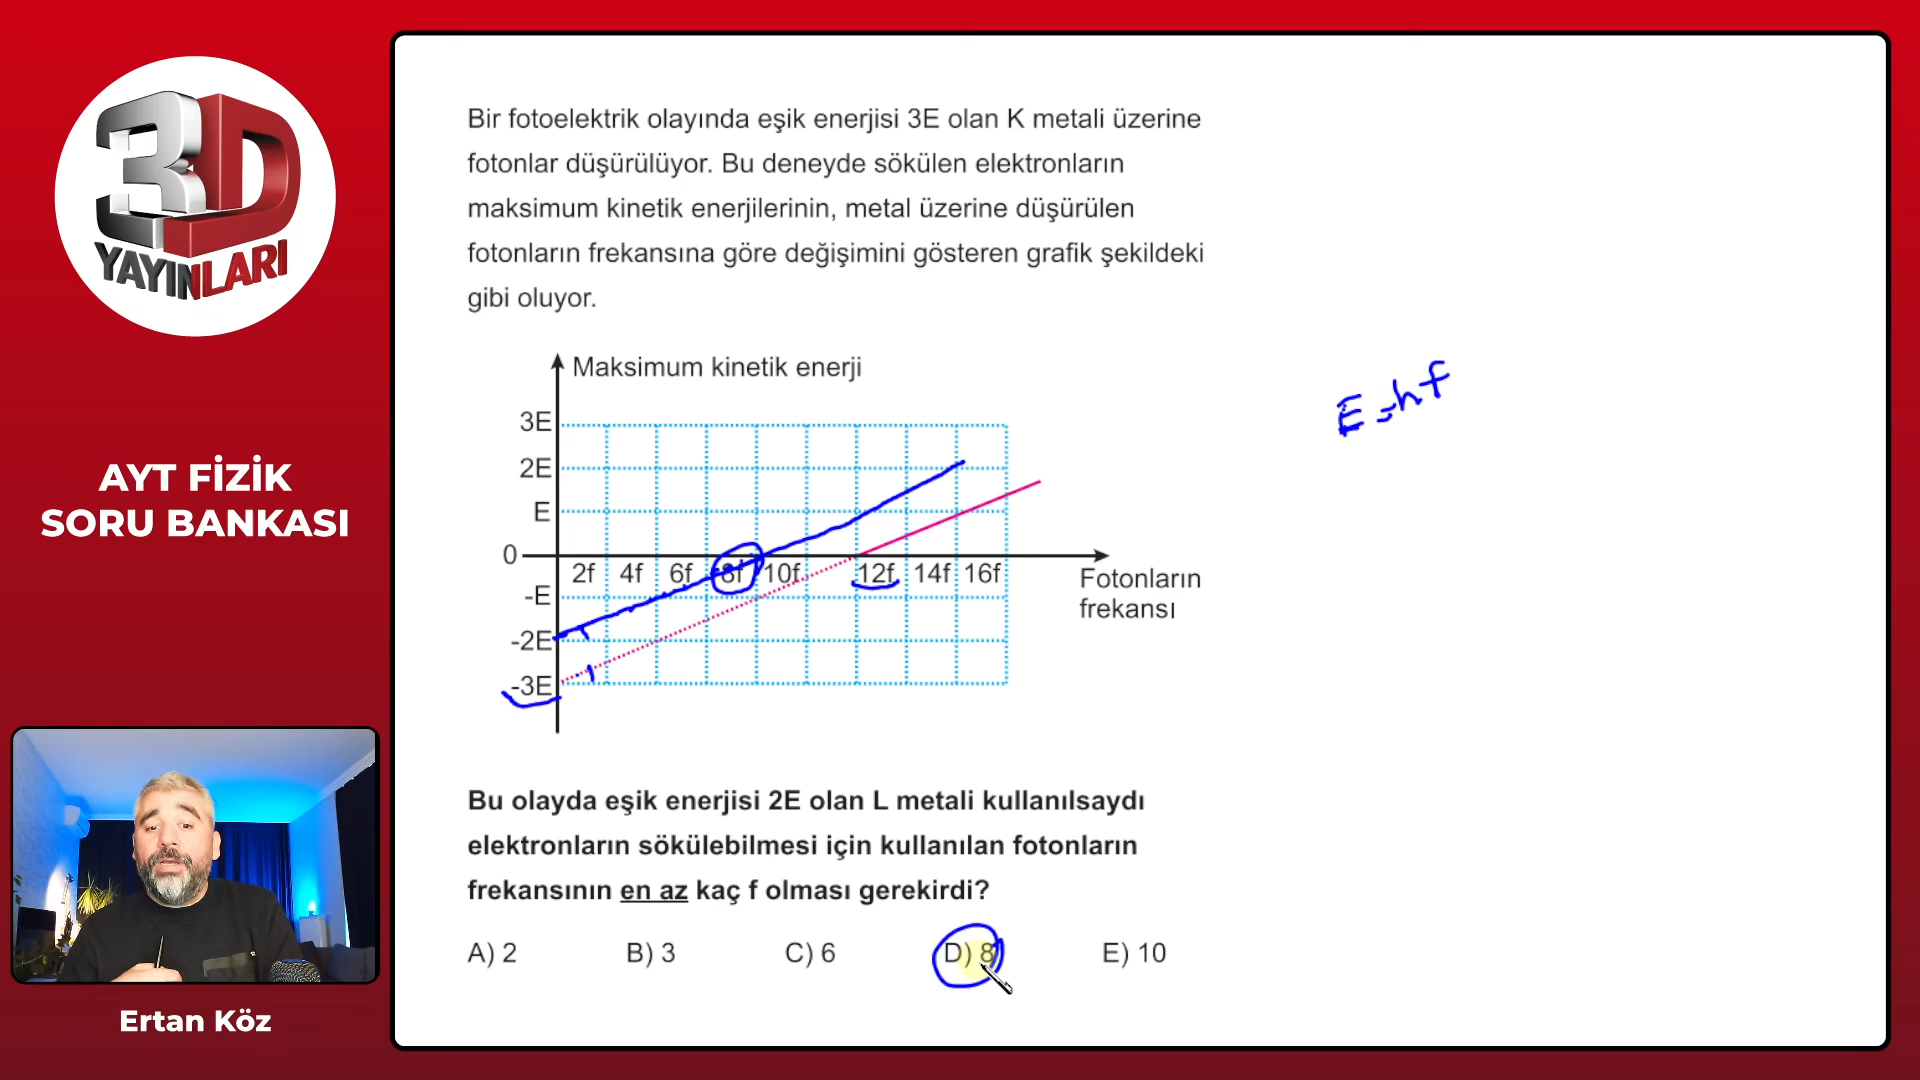 3D
YAYINLARI
AYT FİZİK
SORU BANKASI
Ertan Köz
Bir fotoelektrik olayında eşik enerjisi 3E olan K metali üzerine
fotonlar düşürülüyor. Bu deneyde sökülen elektronların
maksimum kinetik enerjilerinin, metal üzerine düşürülen
fotonların frekansına göre değişimini gösteren grafik şekildeki
gibi oluyor.
Maksimum kinetik enerji
3E
2E
E
0
2f 4f 6f 8f 10f 12f 14f 16f
-E
-2E
-3E
Fotonların
frekansı
E=hf
Bu olayda eşik enerjisi 2E olan L metali kullanılsaydı
elektronların sökülebilmesi için kullanılan fotonların
frekansının en az kaç f olması gerekirdi?
A) 2 B) 3 C) 6 D) 8 E) 10